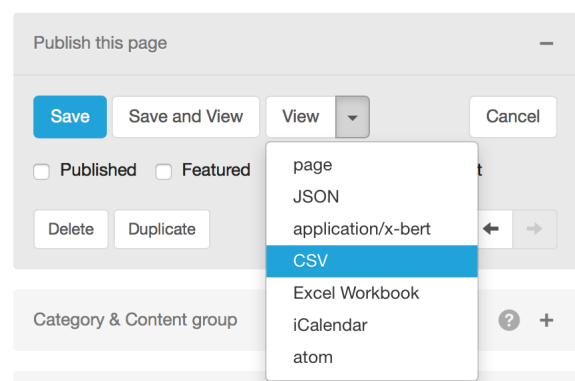 Publish this page
Save Save and View View Cancel
Published Featured
page
JSON
Delete Duplicate
application/x-bert
CSV
Excel Workbook
Category & Content group ?
iCalendar
atom